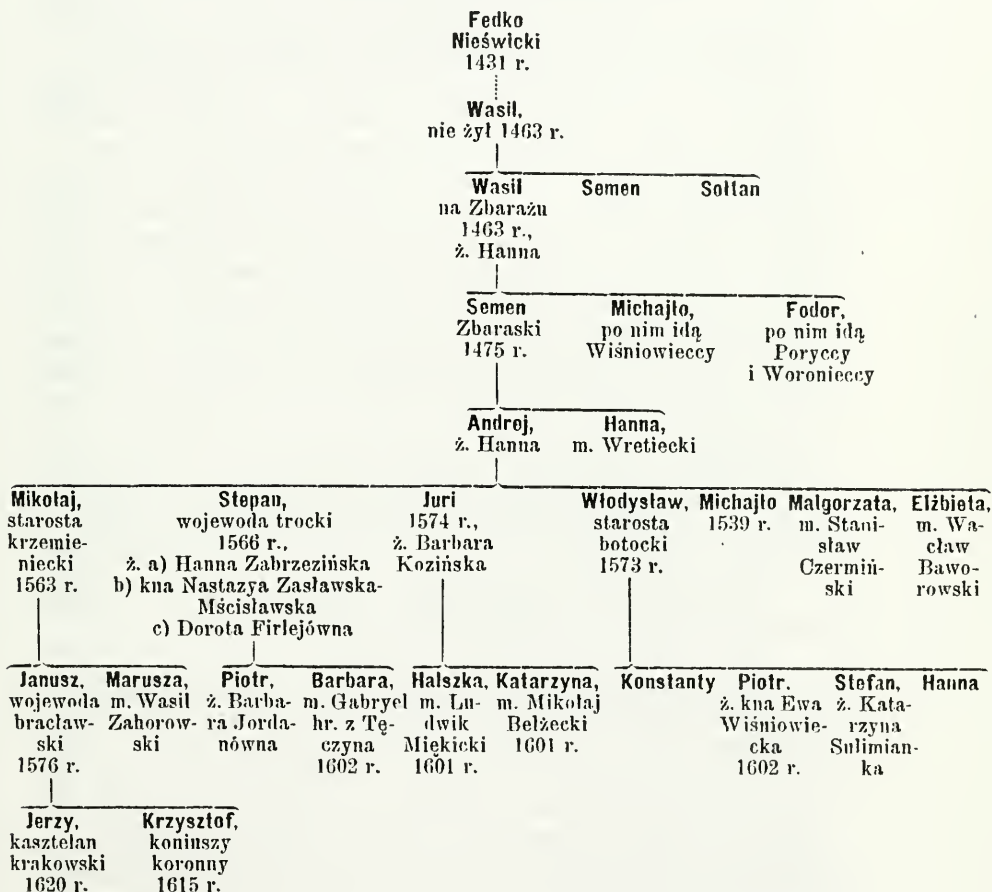 Fedko
Nieświcki
1431 r.
Wasil,
nie żył 1463 r.
Wasil
na Zbarażu
1463 r.,
ż. Hanna
Semen
Sołtan
Semen
Zbaraski
1475 r.
Michajło,
po nim idą
Wiśniowieccy
Fodor,
po nim idą
Poryccy
i Woronieccy
Andrej,
ż. Hanna
Hanna,
m. Wretiecki
Mikołaj,
starosta
krzemie-
niecki
1563 r.
Stepan,
wojewoda trocki
1566 r.,
ż. a) Hanna Zabrzezińska
b) kna Nastazya Zasławska-
Mścisławska
c) Dorota Firlejówna
Juri
1574 r.,
ż. Barbara
Kozińska
Włodysław,
starosta
botocki
1573 r.
Michajło
1539 r.
Malgorzata,
m. Stani-
sław
Czermiń-
ski
Elżbieta,
m. Wa-
cław
Bawo-
rowski
Janusz,
wojewoda
bracław-
ski
1576 r.
Marusza,
m. Wasil
Zahorow-
ski
Piotr,
ż. Barba-
ra Jorda-
nówna
Barbara,
m. Gabryel
hr. z Tę-
czyna
1602 r.
Halszka,
m. Lu-
dwik
Miękicki
1601 r.
Katarzyna,
m. Mikołaj
Bełżecki
1601 r.
Konstanty
Piotr.
ż. kna Ewa
Wiśniowie-
cka
1602 r.
Stefan,
ż. Kata-
rzyna
Sulimian-
ka
Hanna
Jerzy,
kasztelan
krakowski
1620 r.
Krzysztof,
koniuszy
koronny
1615 r.